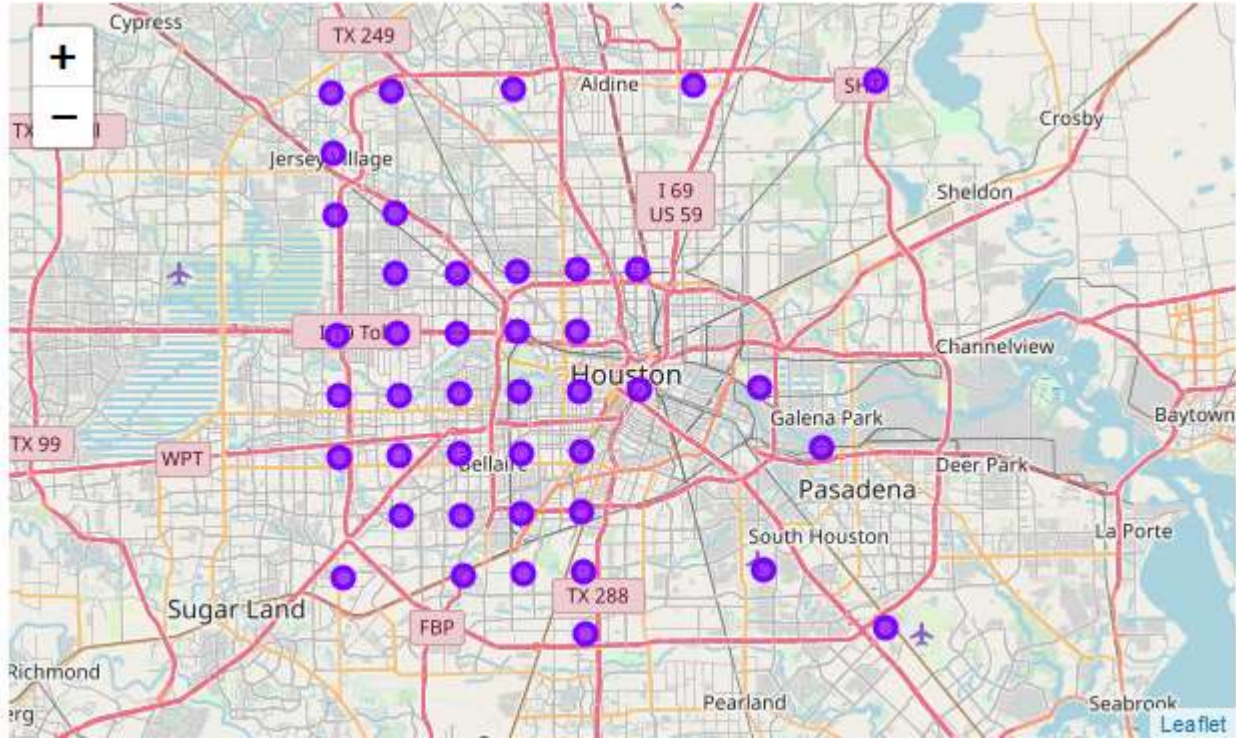 Cypress
TX 249
+
−
Aldine
Crosby
Jersey Village
Sheldon
I 69
US 59
Channelview
Houston
Galena Park
Baytown
TX 99
WPT
Bellaire
Deer Park
Pasadena
La Porte
South Houston
TX 288
Sugar Land
FBP
Richmond
Pearland
Seabrook
erg
Leaflet